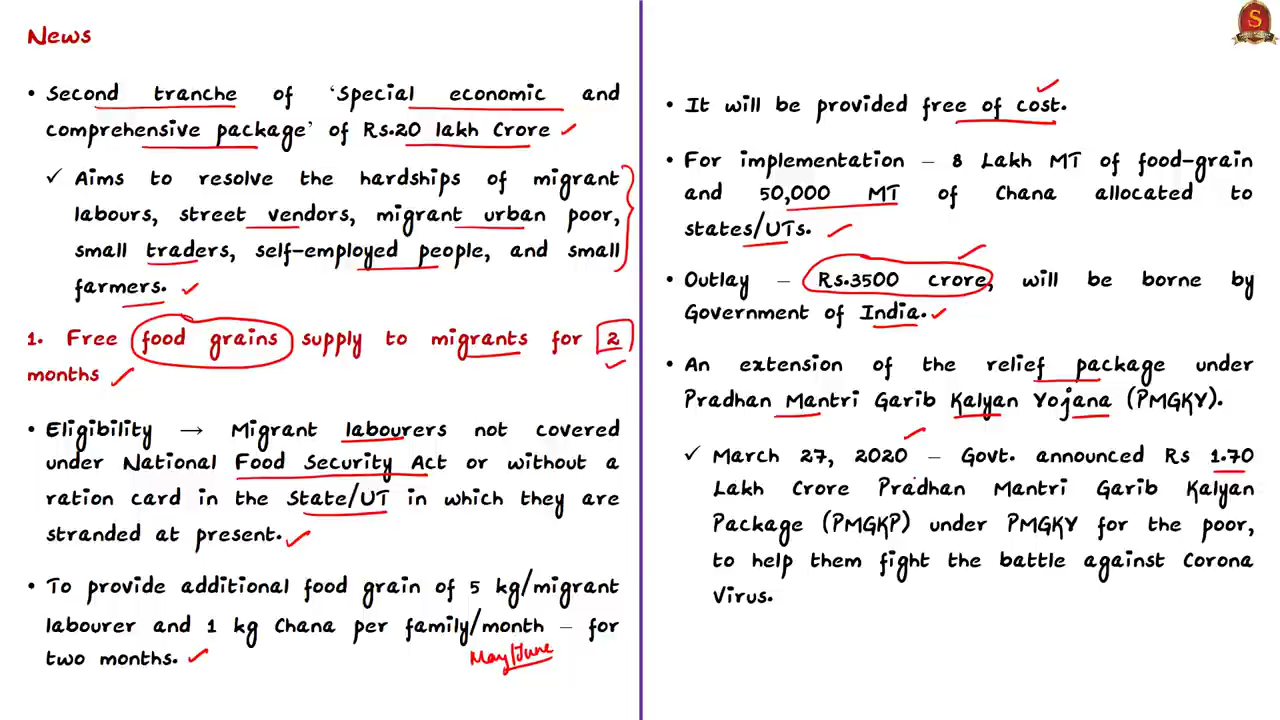 News
• Second tranche of 'Special economic and
comprehensive package' of Rs.20 lakh Crore
✓ Aims to resolve the hardships of migrant
labours, street vendors, migrant urban poor,
small traders, self-employed people, and small
farmers.
1. Free food grains supply to migrants for 2
months
• Eligibility → Migrant labourers not covered
under National Food Security Act or without a
ration card in the State/UT in which they are
stranded at present.
• To provide additional food grain of 5 kg/migrant
labourer and 1 kg Chana per family/month – for
two months.
May/June
• It will be provided free of cost.
• For implementation – 8 Lakh MT of food-grain
and 50,000 MT of Chana allocated to
states/UTs.
• Outlay – Rs.3500 crore, will be borne by
Government of India.
• An extension of the relief package under
Pradhan Mantri Garib Kalyan Yojana (PMGKY).
✓ March 27, 2020 – Govt. announced Rs 1.70
Lakh Crore Pradhan Mantri Garib Kalyan
Package (PMGKP) under PMGKY for the poor,
to help them fight the battle against Corona
Virus.
S